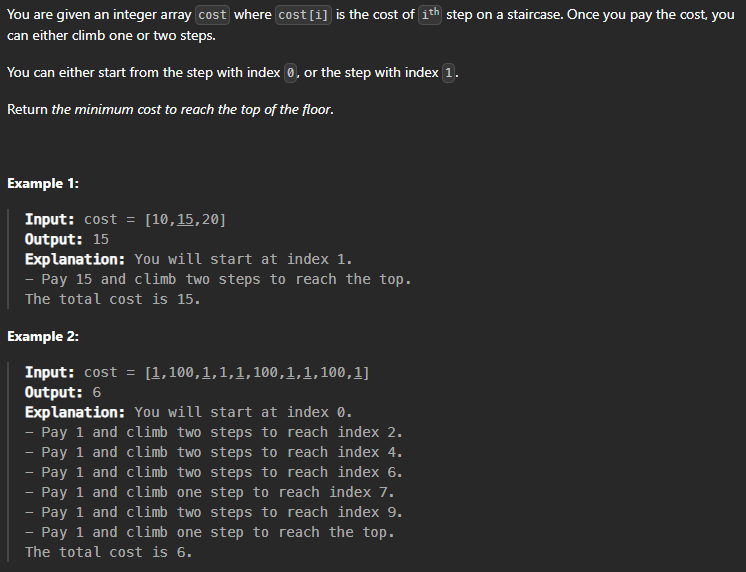 You are given an integer array cost where cost[i] is the cost of ith step on a staircase. Once you pay the cost, you
can either climb one or two steps.
You can either start from the step with index 0, or the step with index 1.
Return the minimum cost to reach the top of the floor.
Example 1:
Input: cost = [10,15,20]
Output: 15
Explanation: You will start at index 1.
- Pay 15 and climb two steps to reach the top.
The total cost is 15.
Example 2:
Input: cost = [1,100,1,1,1,100,1,1,100,1]
Output: 6
Explanation: You will start at index 0.
- Pay 1 and climb two steps to reach index 2.
- Pay 1 and climb two steps to reach index 4.
- Pay 1 and climb two steps to reach index 6.
- Pay 1 and climb one step to reach index 7.
- Pay 1 and climb two steps to reach index 9.
- Pay 1 and climb one step to reach the top.
The total cost is 6.